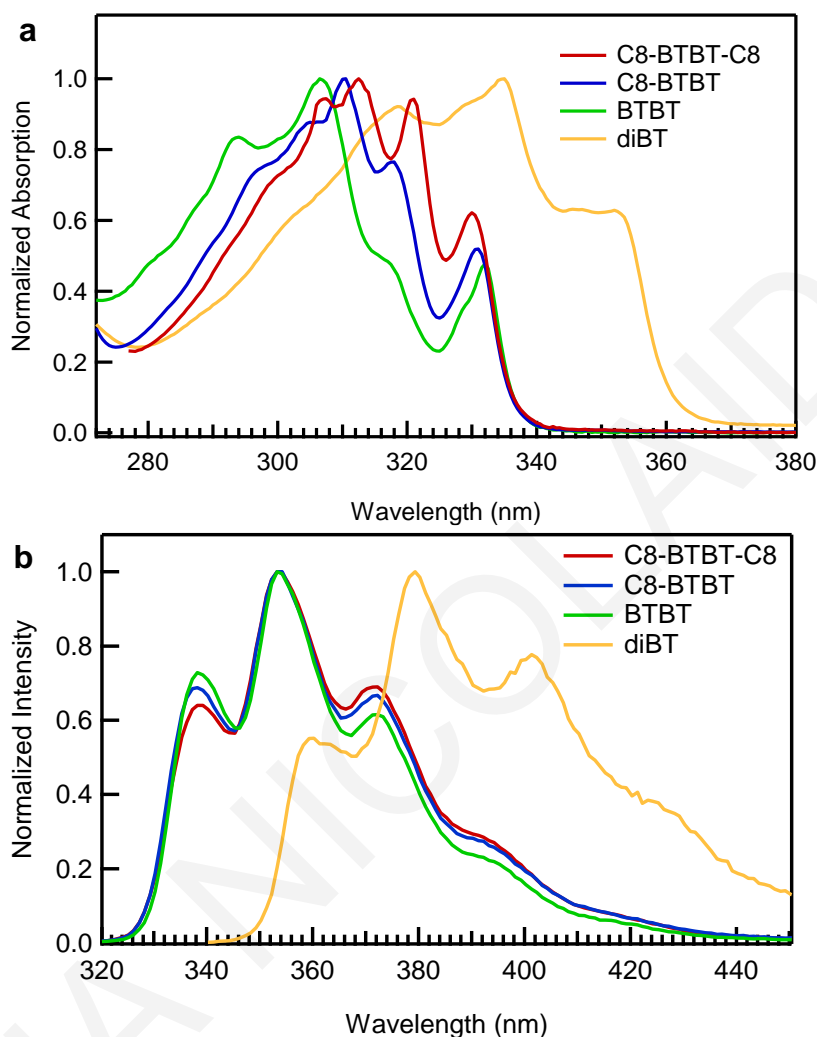 a
C8-BTBT-C8
C8-BTBT
BTBT
diBT
1.0
0.8
0.6
0.4
0.2
0.0
Normalized Absorption
280 300 320 340 360 380
Wavelength (nm)
b
C8-BTBT-C8
C8-BTBT
BTBT
diBT
1.0
0.8
0.6
0.4
0.2
0.0
Normalized Intensity
320 340 360 380 400 420 440
Wavelength (nm)